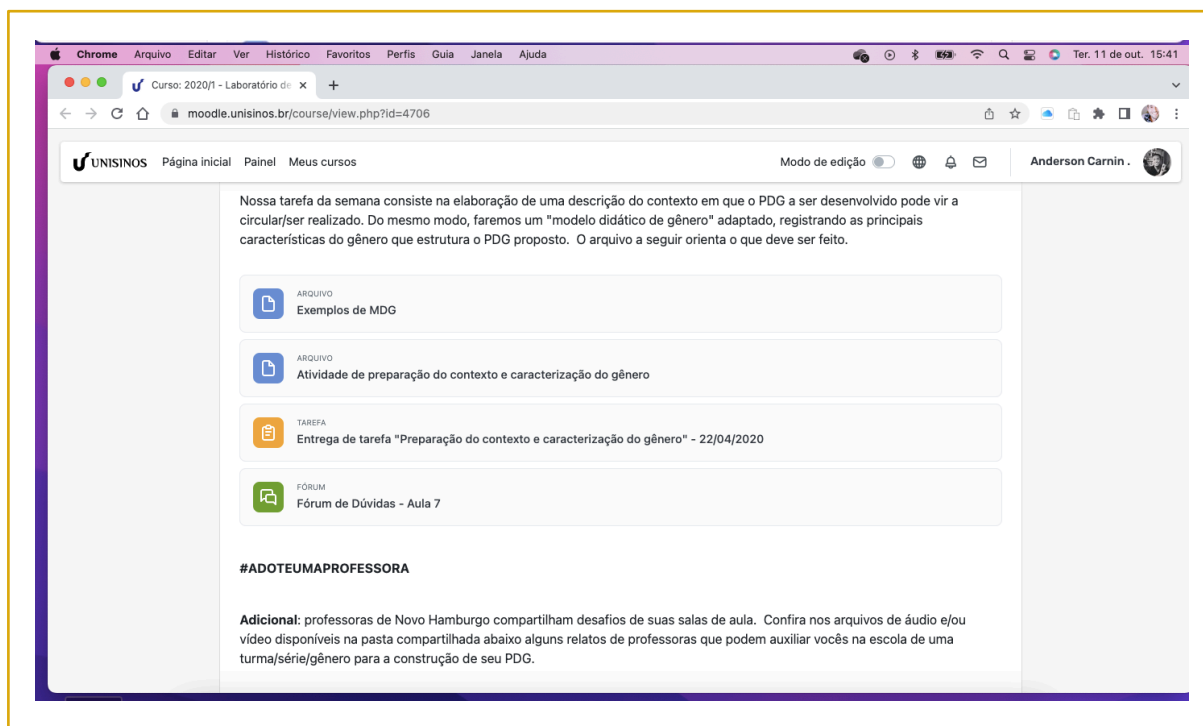 Chrome Arquivo Editar Ver Histórico Favoritos Perfis Guia Janela Ajuda Ter. 11 de out. 15:41
Curso: 2020/1 - Laboratório de
moodle.unisinos.br/course/view.php?id=4706
UNISINOS Página inicial Painel Meus cursos Modo de edição Anderson Carnin .
Nossa tarefa da semana consiste na elaboração de uma descrição do contexto em que o PDG a ser desenvolvido pode vir a
circular/ser realizado. Do mesmo modo, faremos um "modelo didático de gênero" adaptado, registrando as principais
características do gênero que estrutura o PDG proposto. O arquivo a seguir orienta o que deve ser feito.
ARQUIVO
Exemplos de MDG
ARQUIVO
Atividade de preparação do contexto e caracterização do gênero
TAREFA
Entrega de tarefa "Preparação do contexto e caracterização do gênero" - 22/04/2020
FÓRUM
Fórum de Dúvidas - Aula 7
#ADOTEUMAPROFESSORA
Adicional: professoras de Novo Hamburgo compartilham desafios de suas salas de aula. Confira nos arquivos de áudio e/ou
vídeo disponíveis na pasta compartilhada abaixo alguns relatos de professoras que podem auxiliar vocês na escola de uma
turma/série/gênero para a construção de seu PDG.